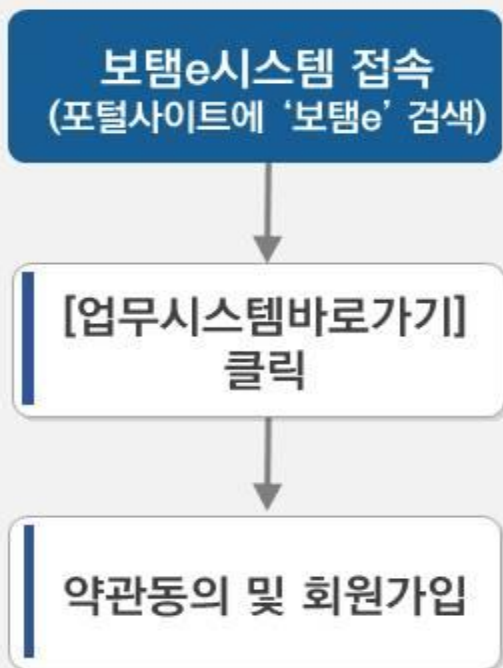 보탬e시스템 접속
(포털사이트에 ‘보탬e’ 검색)
[업무시스템바로가기]
클릭
약관동의 및 회원가입